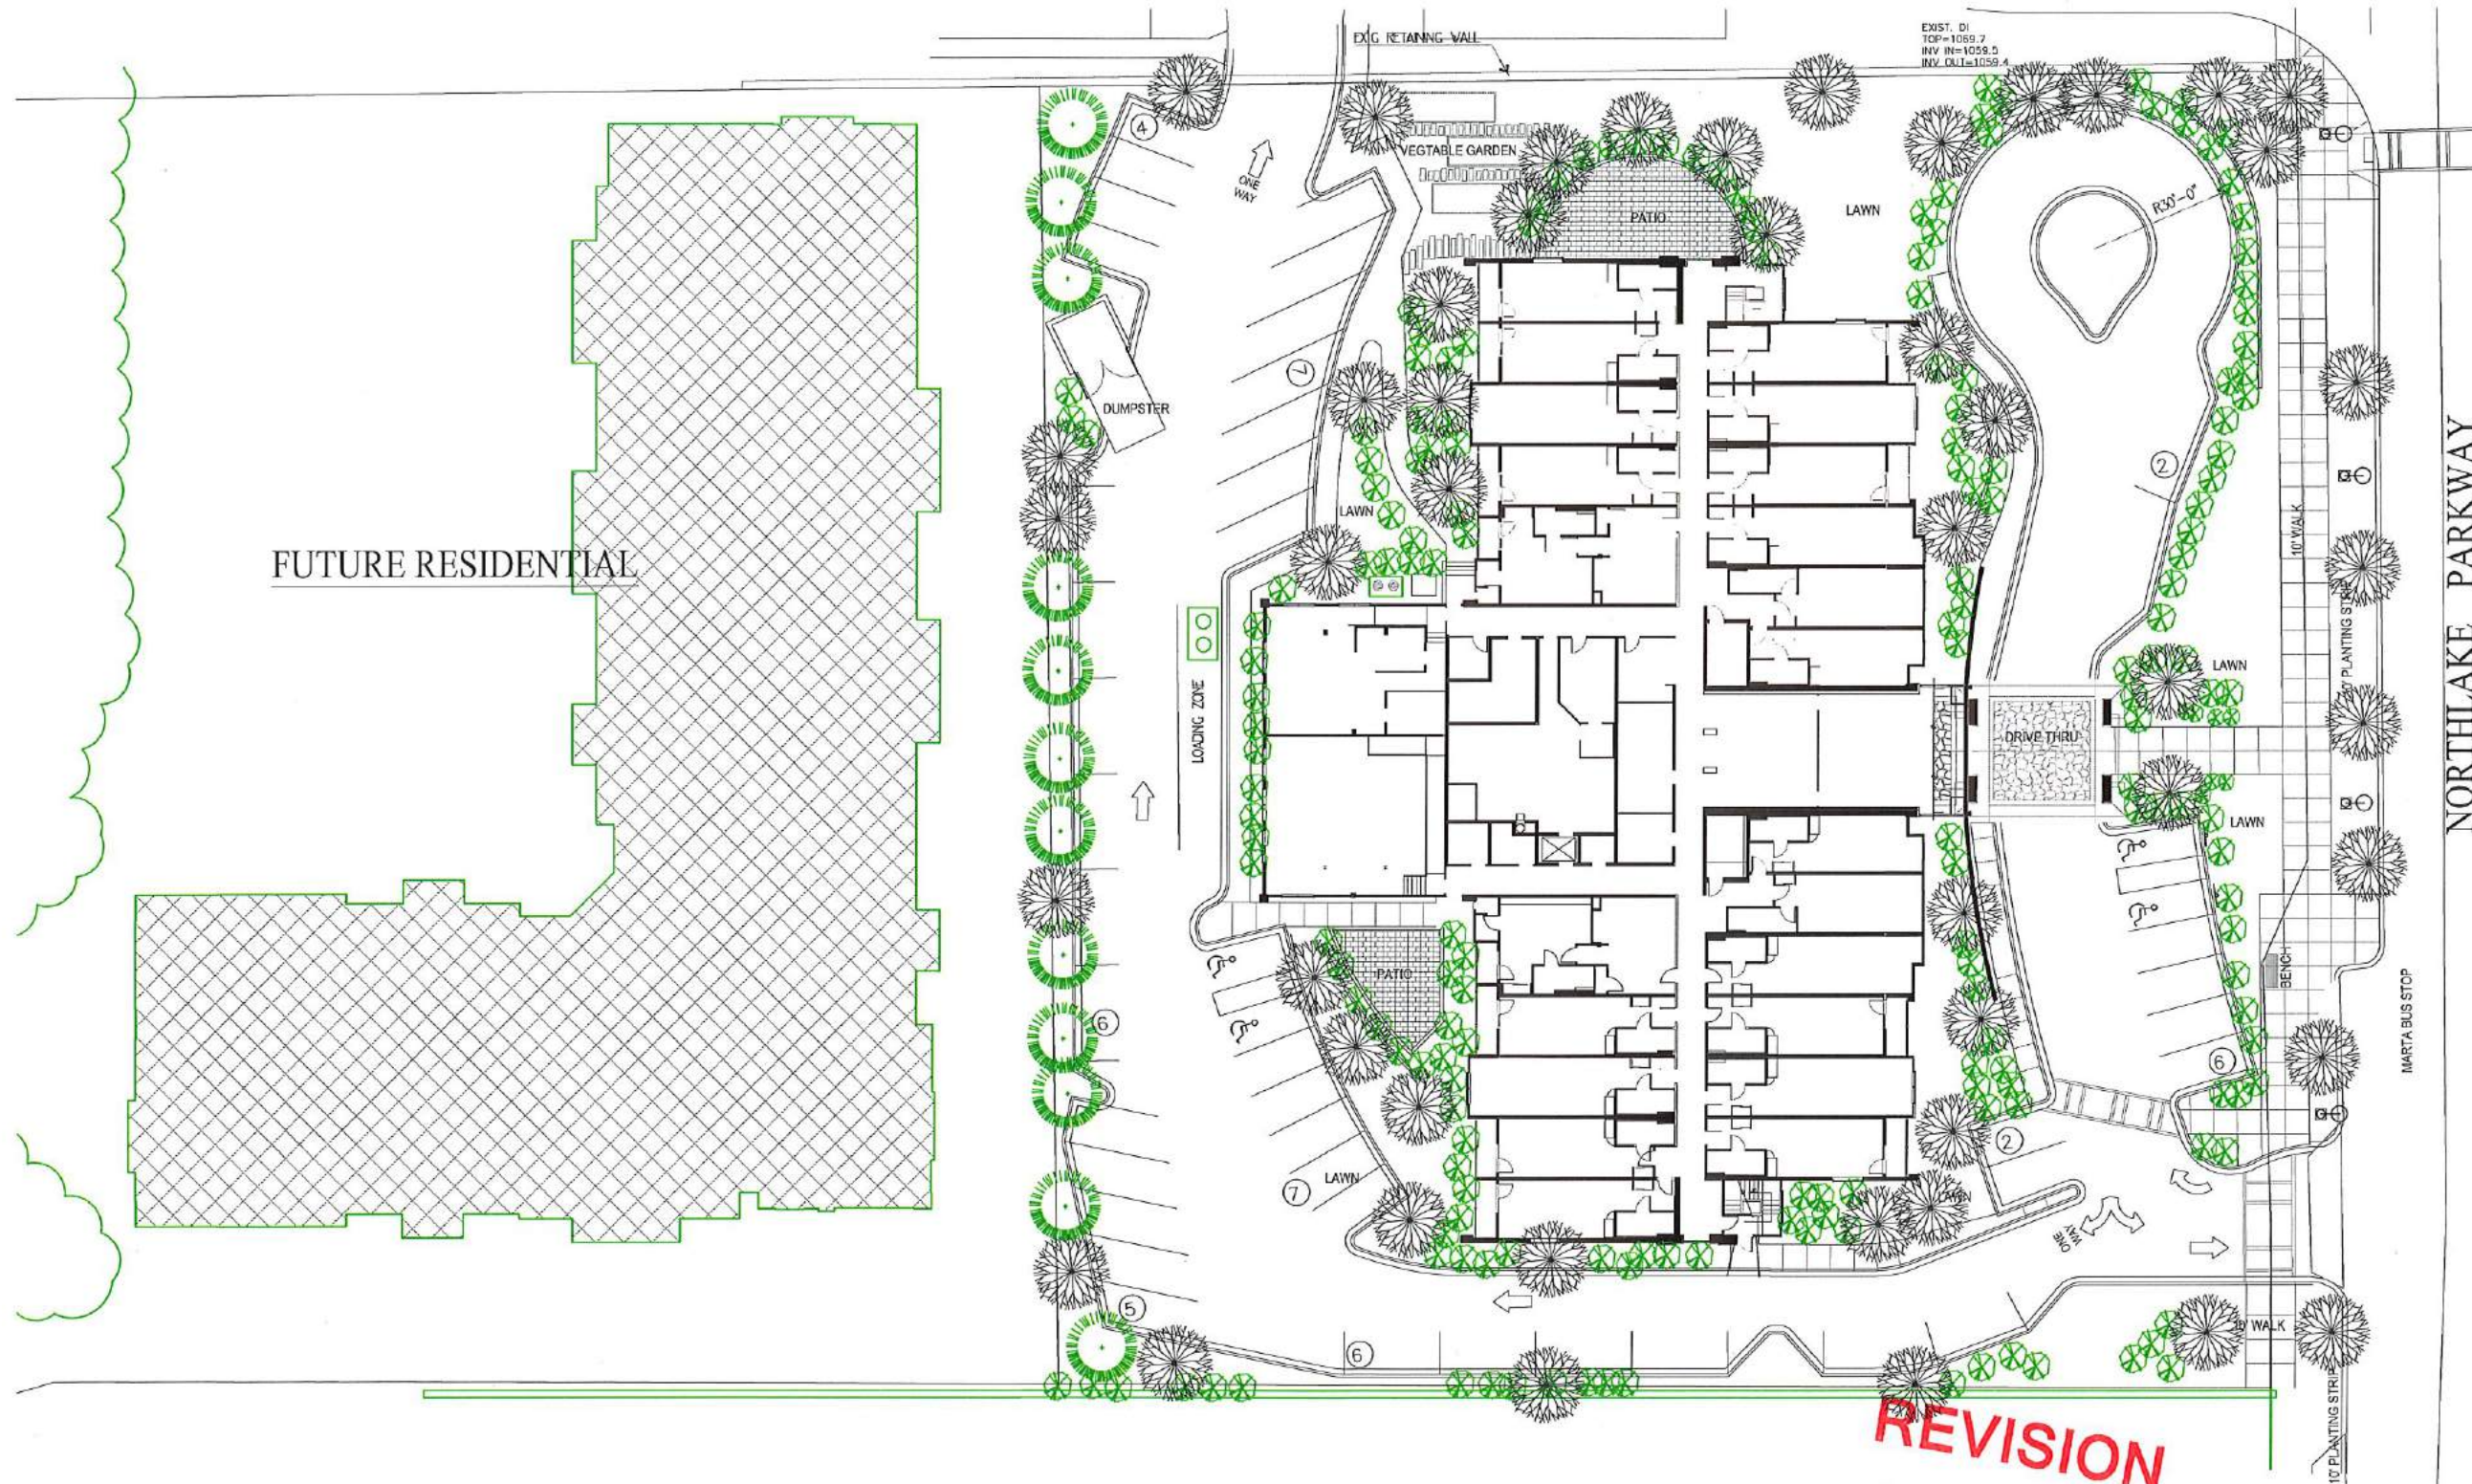 EX'G RETAINING WALL
EXIST. DI
TOP=1069.7
INV IN=1059.5
INV OUT=1059.4
4
ONE
WAY
VEGTABLE GARDEN
PATIO
LAWN
R30'-0"
7
DUMPSTER
2
LAWN
10' WALK
FUTURE RESIDENTIAL
10' PLANTING STRIP
NORTHLAKE PARKWAY
LOADING ZONE
LAWN
DRIVE THRU
LAWN
PATIO
BENCH
MARTA BUS STOP
6
6
2
LAWN
7
LAWN
ONE
WAY
5
6
WALK
10' PLANTING STRIP
REVISION